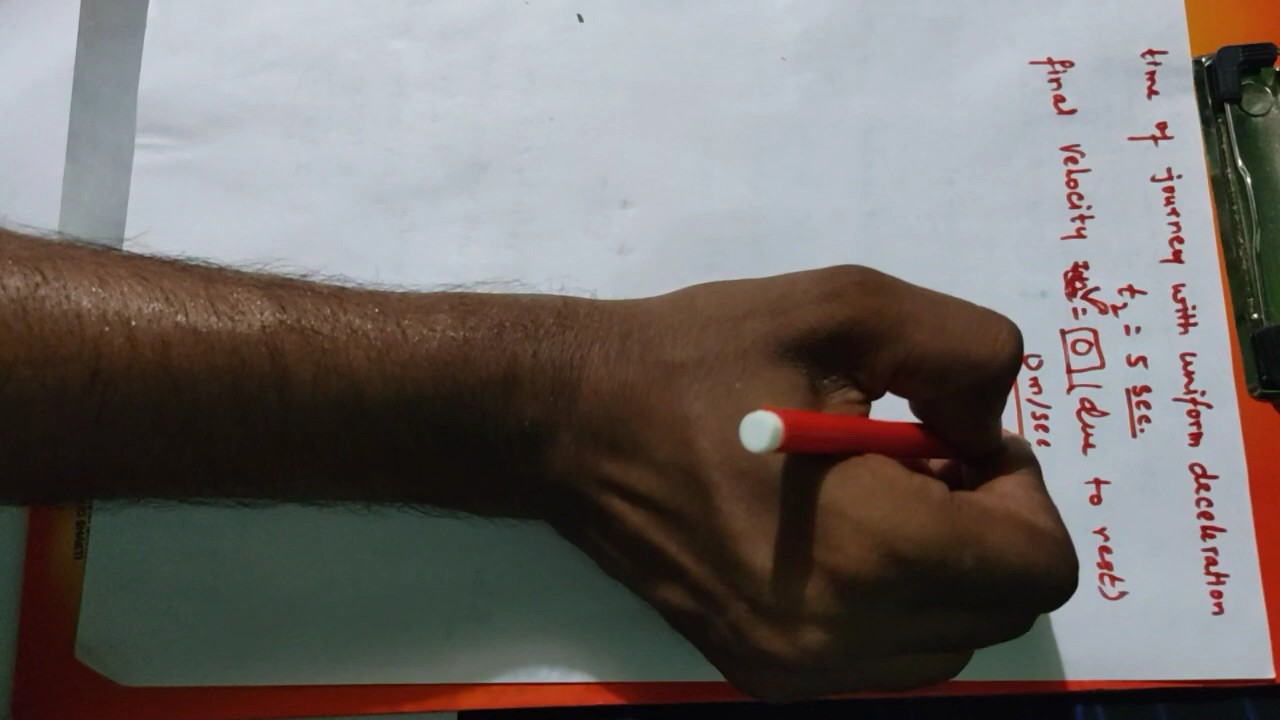 time of journey with uniform deceleration
t₂ = 5 sec.
final velocity V = 0 (due to rest)
0 m/sec